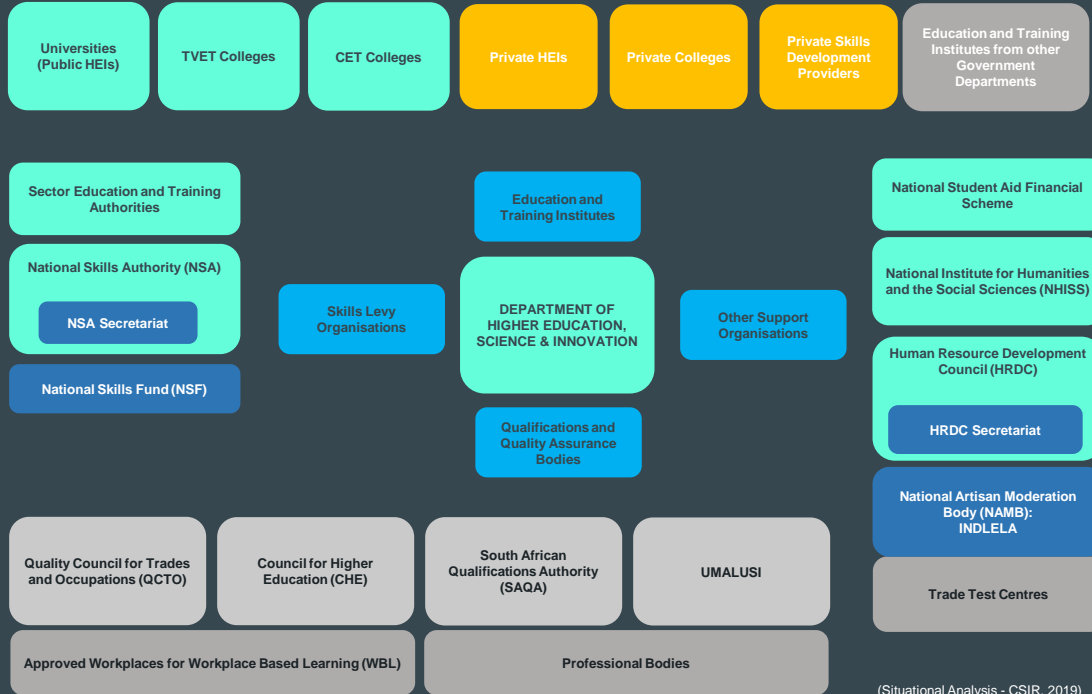 Universities
(Public HEIs)
TVET Colleges
CET Colleges
Private HEIs
Private Colleges
Private Skills
Development
Providers
Education and Training
Institutes from other
Government
Departments
Sector Education and Training
Authorities
National Skills Authority (NSA)
NSA Secretariat
National Skills Fund (NSF)
Skills Levy
Organisations
Education and
Training Institutes
DEPARTMENT OF
HIGHER EDUCATION,
SCIENCE & INNOVATION
Qualifications and
Quality Assurance
Bodies
Other Support
Organisations
National Student Aid Financial
Scheme
National Institute for Humanities
and the Social Sciences (NHISS)
Human Resource Development
Council (HRDC)
HRDC Secretariat
National Artisan Moderation
Body (NAMB):
INDLELA
Trade Test Centres
Quality Council for Trades
and Occupations (QCTO)
Council for Higher
Education (CHE)
South African
Qualifications Authority
(SAQA)
UMALUSI
Approved Workplaces for Workplace Based Learning (WBL)
Professional Bodies
(Situational Analysis - CSIR, 2019)